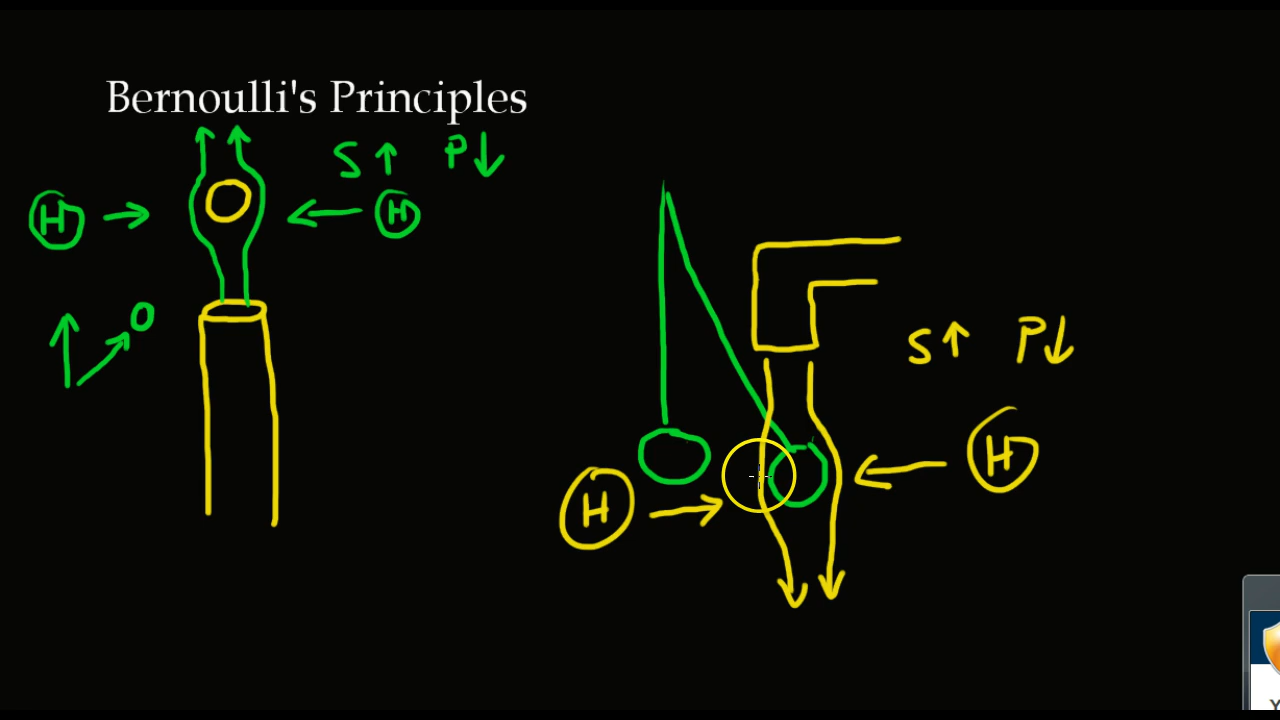 Bernoulli's Principles
S↑ P↓
H → ← H
O
S↑ P↓
H → ← H